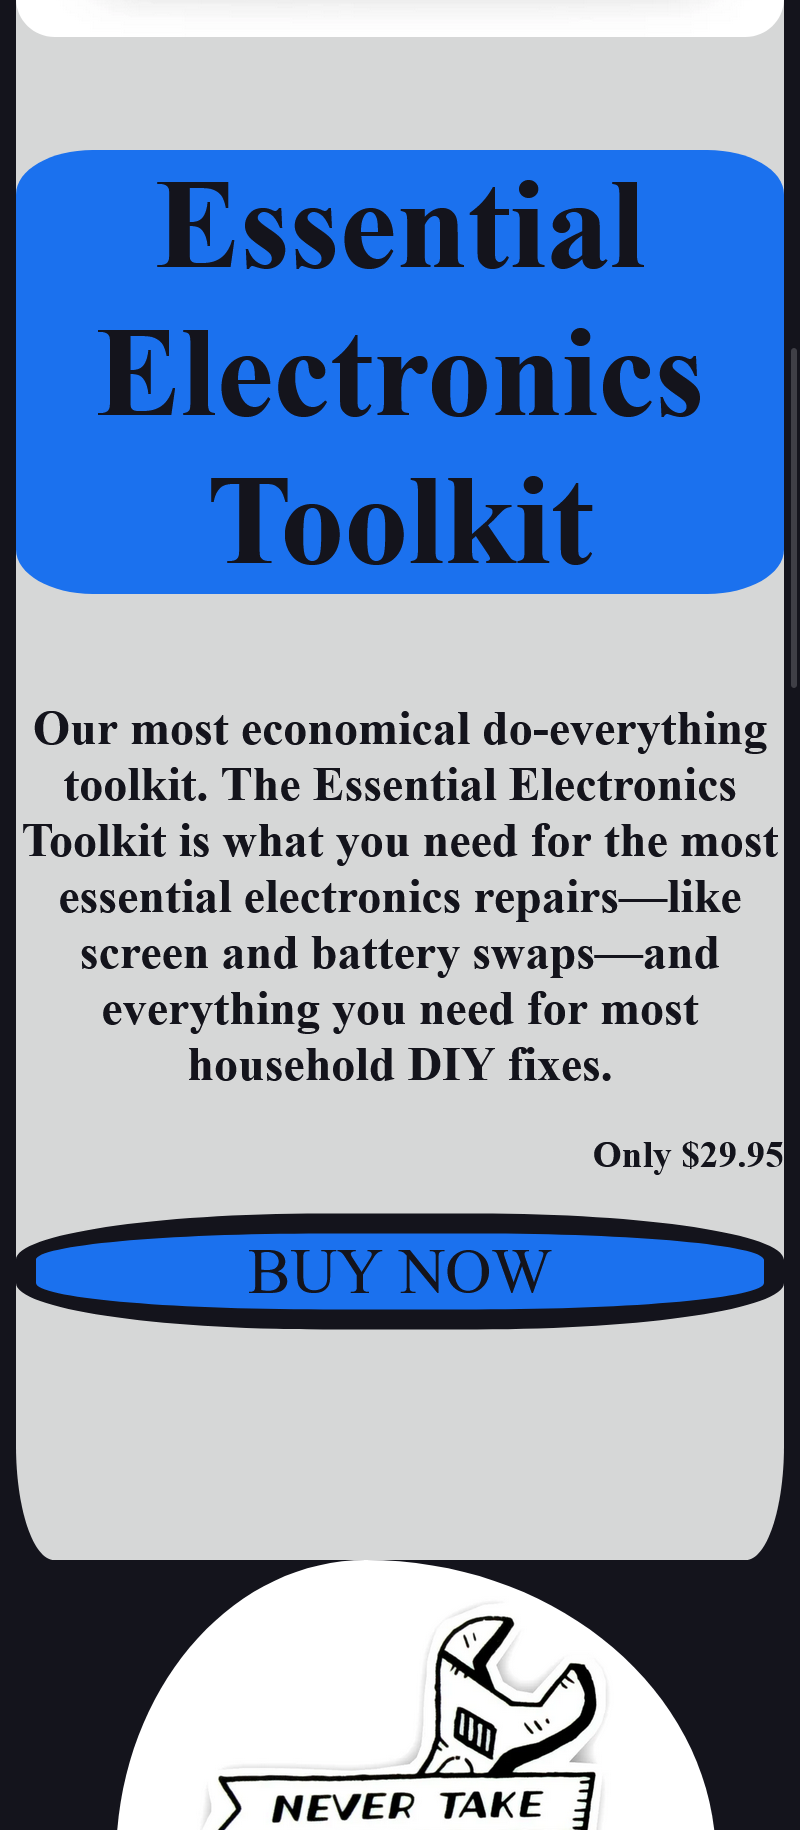 Essential
Electronics
Toolkit
Our most economical do-everything
toolkit. The Essential Electronics
Toolkit is what you need for the most
essential electronics repairs—like
screen and battery swaps—and
everything you need for most
household DIY fixes.
Only $29.95
BUY NOW
NEVER TAKE